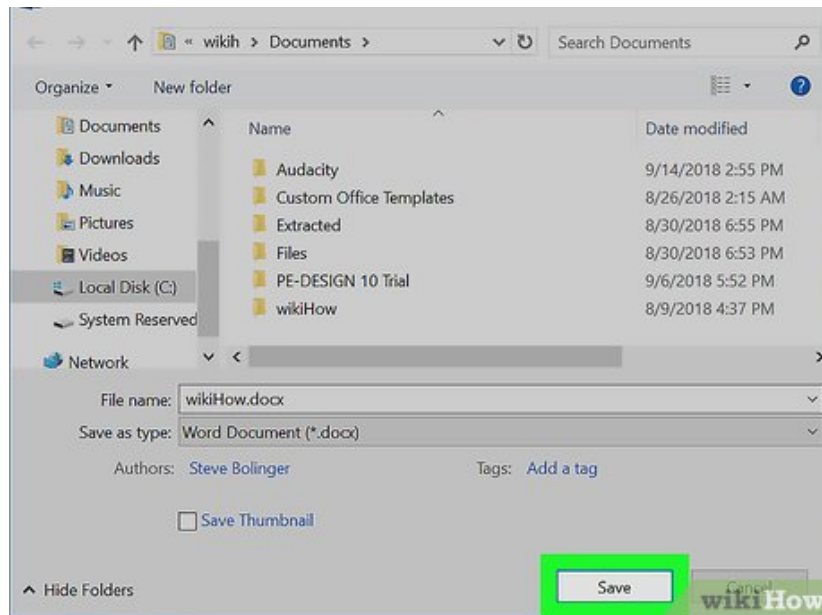 « wikih > Documents >
Search Documents
Organize
New folder
Documents
Downloads
Music
Pictures
Videos
Local Disk (C:)
System Reserved
Network
Name Date modified
Audacity 9/14/2018 2:55 PM
Custom Office Templates 8/26/2018 2:15 AM
Extracted 8/30/2018 6:55 PM
Files 8/30/2018 6:53 PM
PE-DESIGN 10 Trial 9/6/2018 5:52 PM
wikiHow 8/9/2018 4:37 PM
File name: wikiHow.docx
Save as type: Word Document (*.docx)
Authors: Steve Bolinger Tags: Add a tag
Save Thumbnail
Hide Folders
Save Cancel
wikiHow